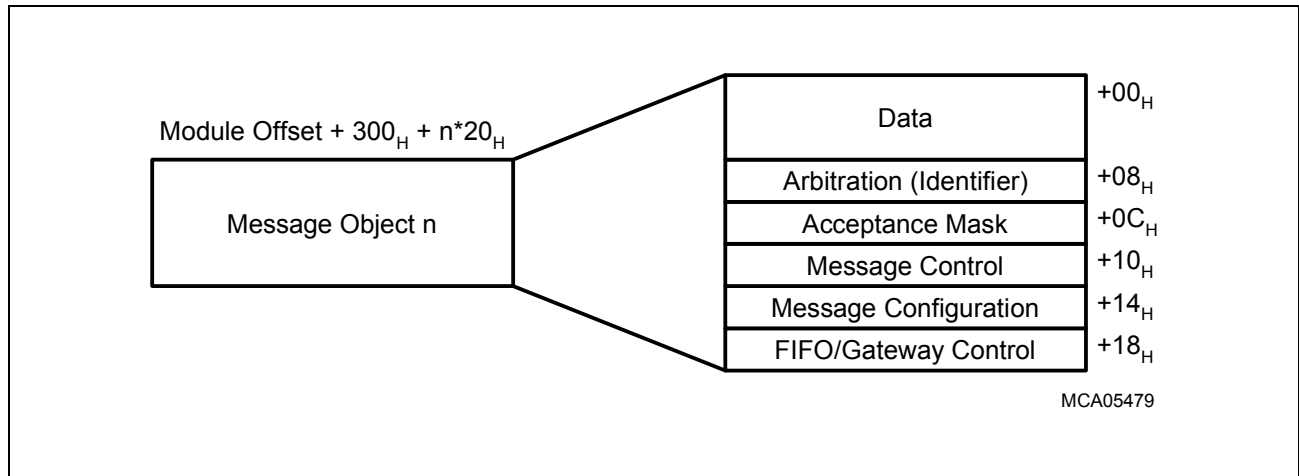 Module Offset + 300H + n*20H
Message Object n
Data
+00H
Arbitration (Identifier)
+08H
Acceptance Mask
+0CH
Message Control
+10H
Message Configuration
+14H
FIFO/Gateway Control
+18H
MCA05479